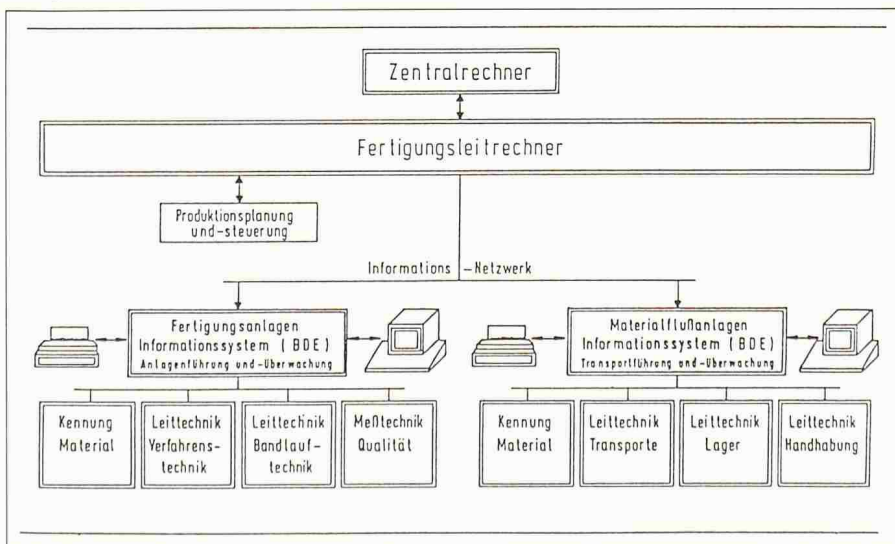 Zentralrechner
Fertigungsleitrechner
Produktionsplanung
und-steuerung
Informations-Netzwerk
Fertigungsanlagen
Informationssystem (BDE)
Anlagenführung und-überwachung
Materialflußanlagen
Informationssystem (BDE)
Transportführung und-überwachung
Kennung
Material
Leittechnik
Verfahrens-
technik
Leittechnik
Bandlauf-
technik
Meßtechnik
Qualität
Kennung
Material
Leittechnik
Transporte
Leittechnik
Lager
Leittechnik
Handhabung